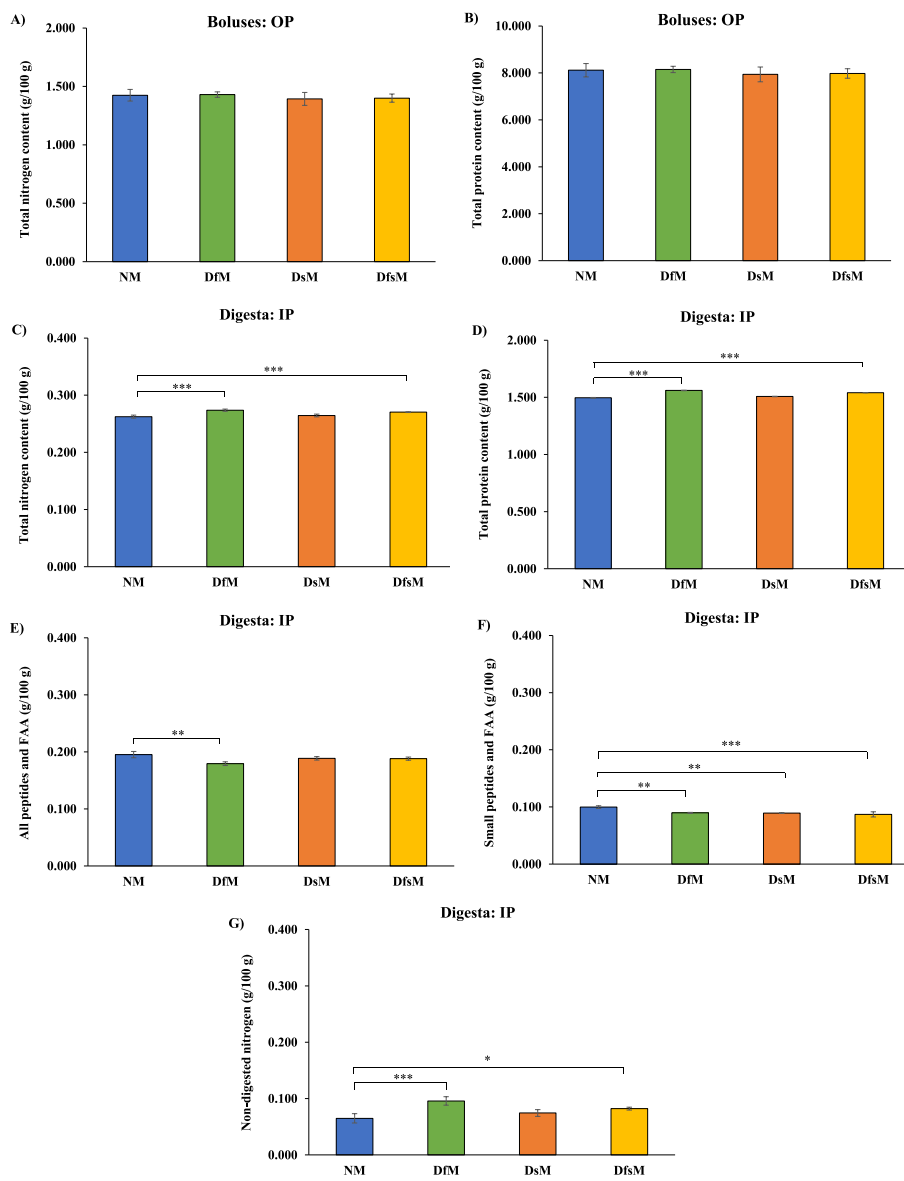 A)
Boluses: OP
Total nitrogen content (g/100 g)
2.000
1.500
1.000
0.500
0.000
NM DfM DsM DfsM
B)
Boluses: OP
Total protein content (g/100 g)
10.000
8.000
6.000
4.000
2.000
0.000
NM DfM DsM DfsM
C)
Digesta: IP
Total nitrogen content (g/100 g)
0.400
0.300
0.200
0.100
0.000
***
***
NM DfM DsM DfsM
D)
Digesta: IP
Total protein content (g/100 g)
2.000
1.500
1.000
0.500
0.000
***
***
NM DfM DsM DfsM
E)
Digesta: IP
All peptides and FAA (g/100 g)
0.400
0.300
0.200
0.100
0.000
**
NM DfM DsM DfsM
F)
Digesta: IP
Small peptides and FAA (g/100 g)
0.400
0.300
0.200
0.100
0.000
***
**
**
NM DfM DsM DfsM
G)
Digesta: IP
Non-digested nitrogen (g/100 g)
0.400
0.300
0.200
0.100
0.000
*
***
NM DfM DsM DfsM